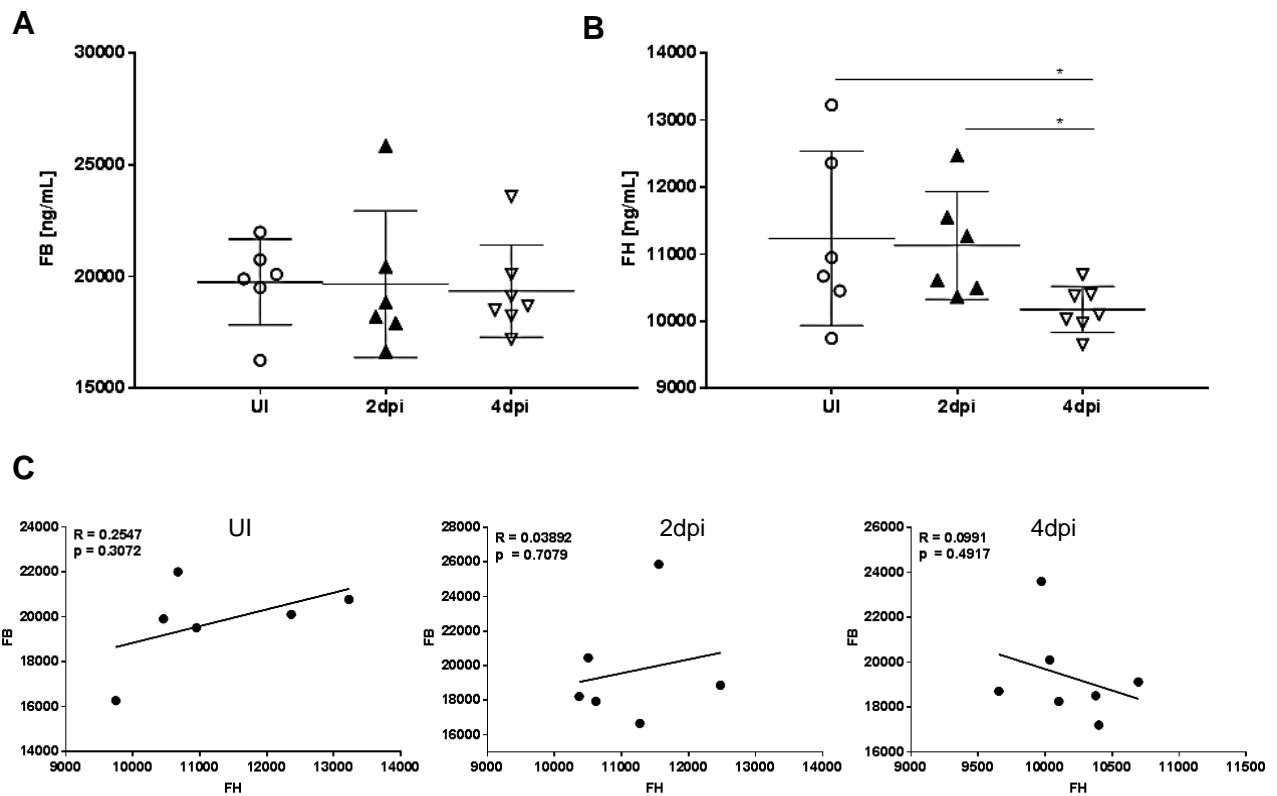 A
B
30000
25000
20000
15000
FB [ng/mL]
UI
2dpi
4dpi
14000
13000
12000
11000
10000
9000
FH [ng/mL]
*
*
UI
2dpi
4dpi
C
UI
R = 0.2547
p = 0.3072
24000
22000
20000
18000
16000
14000
FB
9000 10000 11000 12000 13000 14000
FH
2dpi
R = 0.03892
p = 0.7079
28000
26000
24000
22000
20000
18000
16000
FB
9000 10000 11000 12000 13000 14000
FH
4dpi
R = 0.0991
p = 0.4917
26000
24000
22000
20000
18000
16000
FB
9000 9500 10000 10500 11000 11500
FH